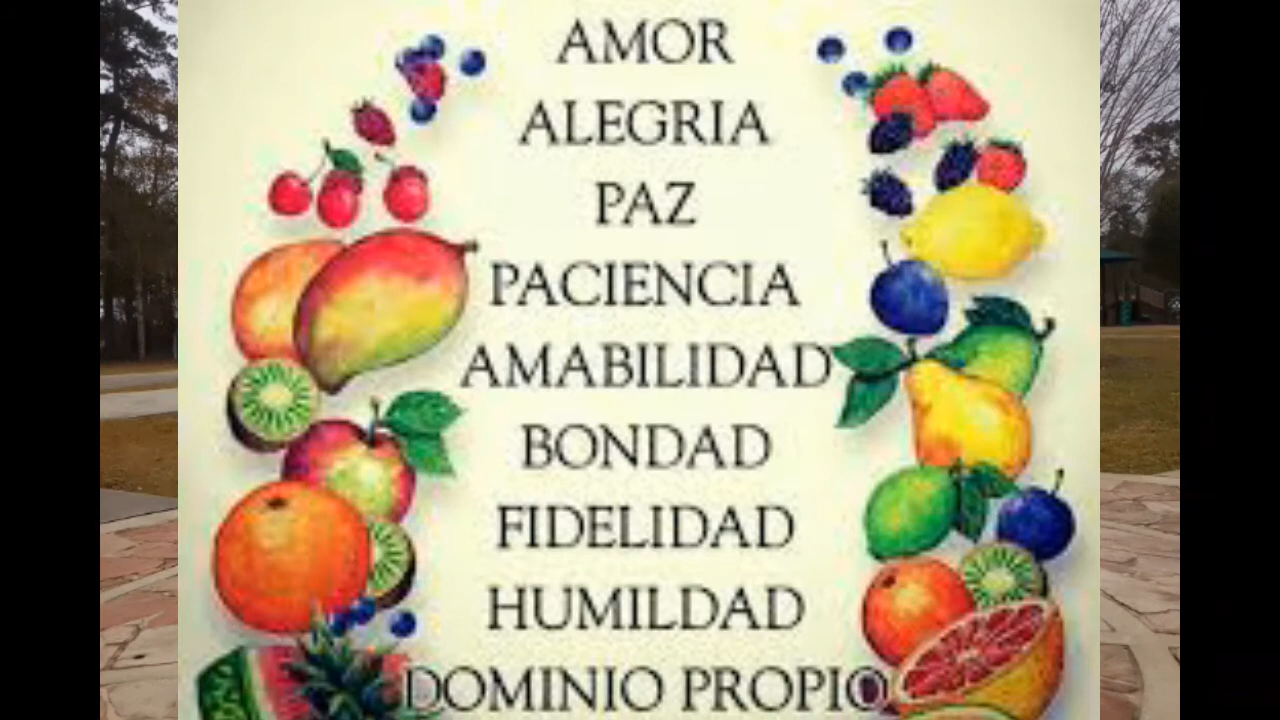 AMOR
ALEGRIA
PAZ
PACIENCIA
AMABILIDAD
BONDAD
FIDELIDAD
HUMILDAD
DOMINIO PROPIO